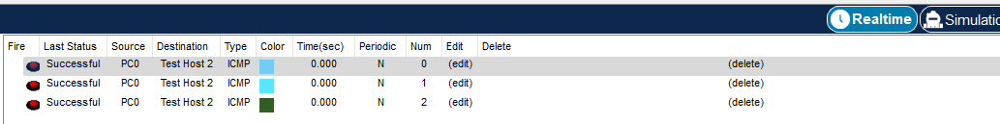 Realtime Simulatio
Fire Last Status Source Destination Type Color Time(sec) Periodic Num Edit Delete
Successful PC0 Test Host 2 ICMP 0.000 N 0 (edit) (delete)
Successful PC0 Test Host 2 ICMP 0.000 N 1 (edit) (delete)
Successful PC0 Test Host 2 ICMP 0.000 N 2 (edit) (delete)